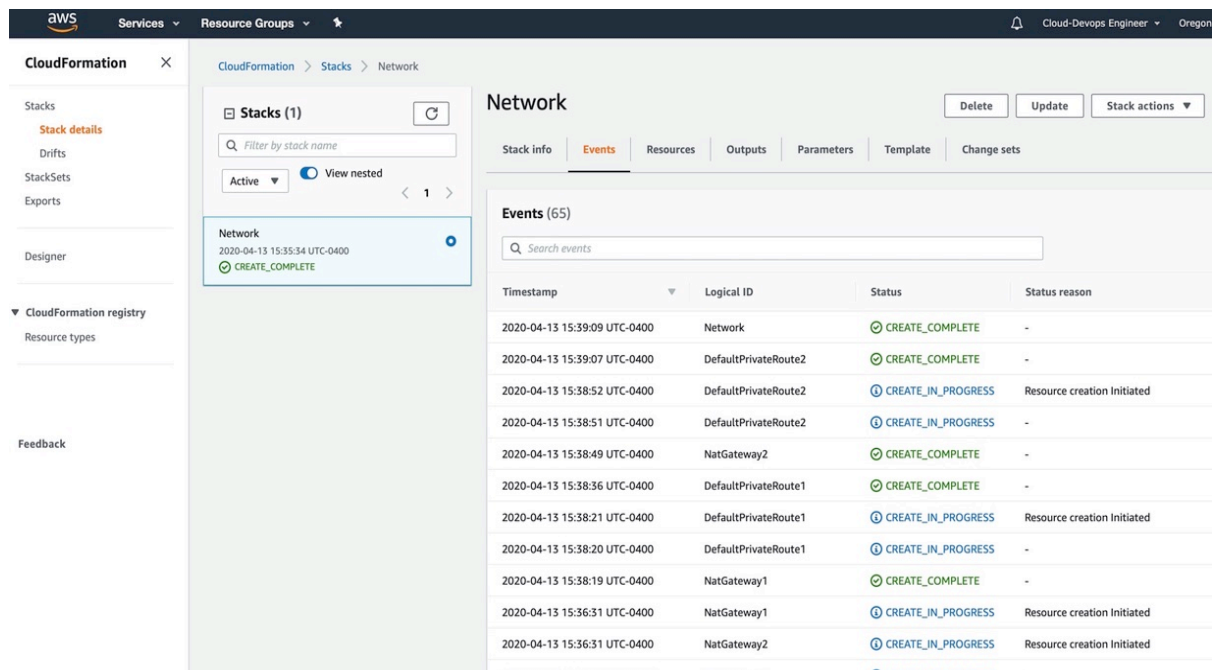 aws Services Resource Groups Cloud-Devops Engineer Oregon
CloudFormation
Stacks
Stack details
Drifts
StackSets
Exports
Designer
CloudFormation registry
Resource types
Feedback
CloudFormation > Stacks > Network
Stacks (1)
Filter by stack name
Active View nested
< 1 >
Network
2020-04-13 15:35:34 UTC-0400
CREATE_COMPLETE
Network
Delete Update Stack actions
Stack info Events Resources Outputs Parameters Template Change sets
Events (65)
Search events
Timestamp Logical ID Status Status reason
2020-04-13 15:39:09 UTC-0400 Network CREATE_COMPLETE -
2020-04-13 15:39:07 UTC-0400 DefaultPrivateRoute2 CREATE_COMPLETE -
2020-04-13 15:38:52 UTC-0400 DefaultPrivateRoute2 CREATE_IN_PROGRESS Resource creation Initiated
2020-04-13 15:38:51 UTC-0400 DefaultPrivateRoute2 CREATE_IN_PROGRESS -
2020-04-13 15:38:49 UTC-0400 NatGateway2 CREATE_COMPLETE -
2020-04-13 15:38:36 UTC-0400 DefaultPrivateRoute1 CREATE_COMPLETE -
2020-04-13 15:38:21 UTC-0400 DefaultPrivateRoute1 CREATE_IN_PROGRESS Resource creation Initiated
2020-04-13 15:38:20 UTC-0400 DefaultPrivateRoute1 CREATE_IN_PROGRESS -
2020-04-13 15:38:19 UTC-0400 NatGateway1 CREATE_COMPLETE -
2020-04-13 15:36:31 UTC-0400 NatGateway1 CREATE_IN_PROGRESS Resource creation Initiated
2020-04-13 15:36:31 UTC-0400 NatGateway2 CREATE_IN_PROGRESS Resource creation Initiated